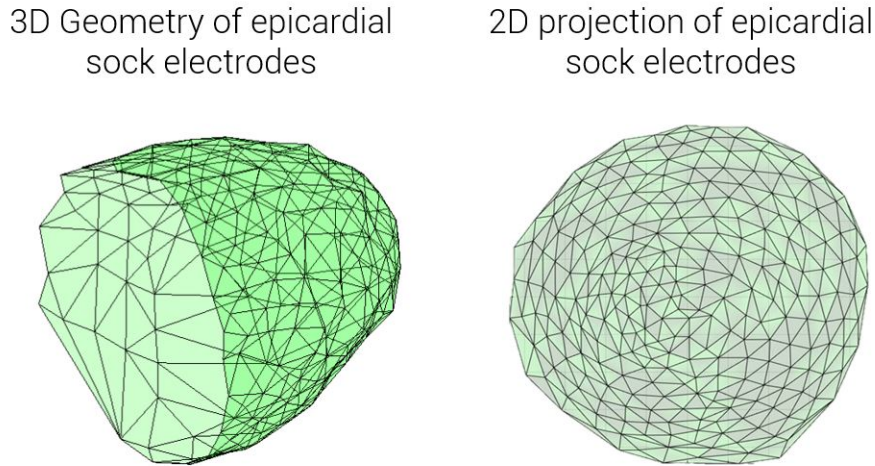 3D Geometry of epicardial
sock electrodes
2D projection of epicardial
sock electrodes